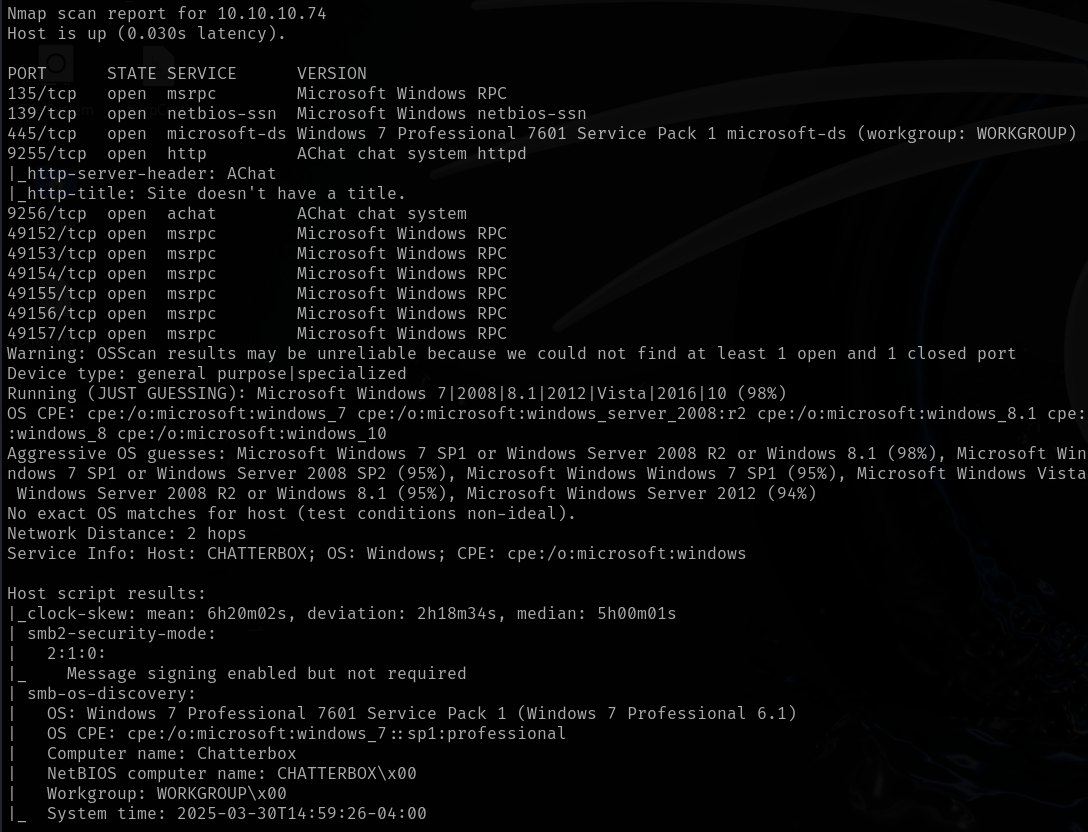 Nmap scan report for 10.10.10.74
Host is up (0.030s latency).
PORT      STATE SERVICE      VERSION
135/tcp   open  msrpc        Microsoft Windows RPC
139/tcp   open  netbios-ssn  Microsoft Windows netbios-ssn
445/tcp   open  microsoft-ds Windows 7 Professional 7601 Service Pack 1 microsoft-ds (workgroup: WORKGROUP)
9255/tcp  open  http         AChat chat system httpd
|_http-server-header: AChat
|_http-title: Site doesn't have a title.
9256/tcp  open  achat        AChat chat system
49152/tcp open  msrpc        Microsoft Windows RPC
49153/tcp open  msrpc        Microsoft Windows RPC
49154/tcp open  msrpc        Microsoft Windows RPC
49155/tcp open  msrpc        Microsoft Windows RPC
49156/tcp open  msrpc        Microsoft Windows RPC
49157/tcp open  msrpc        Microsoft Windows RPC
Warning: OSScan results may be unreliable because we could not find at least 1 open and 1 closed port
Device type: general purpose|specialized
Running (JUST GUESSING): Microsoft Windows 7|2008|8.1|2012|Vista|2016|10 (98%)
OS CPE: cpe:/o:microsoft:windows_7 cpe:/o:microsoft:windows_server_2008:r2 cpe:/o:microsoft:windows_8.1 cpe:
:windows_8 cpe:/o:microsoft:windows_10
Aggressive OS guesses: Microsoft Windows 7 SP1 or Windows Server 2008 R2 or Windows 8.1 (98%), Microsoft Win
ndows 7 SP1 or Windows Server 2008 SP2 (95%), Microsoft Windows Windows 7 SP1 (95%), Microsoft Windows Vista
 Windows Server 2008 R2 or Windows 8.1 (95%), Microsoft Windows Server 2012 (94%)
No exact OS matches for host (test conditions non-ideal).
Network Distance: 2 hops
Service Info: Host: CHATTERBOX; OS: Windows; CPE: cpe:/o:microsoft:windows
Host script results:
|_clock-skew: mean: 6h20m02s, deviation: 2h18m34s, median: 5h00m01s
| smb2-security-mode:
|   2:1:0:
|_    Message signing enabled but not required
| smb-os-discovery:
|   OS: Windows 7 Professional 7601 Service Pack 1 (Windows 7 Professional 6.1)
|   OS CPE: cpe:/o:microsoft:windows_7::sp1:professional
|   Computer name: Chatterbox
|   NetBIOS computer name: CHATTERBOX\x00
|   Workgroup: WORKGROUP\x00
|_  System time: 2025-03-30T14:59:26-04:00